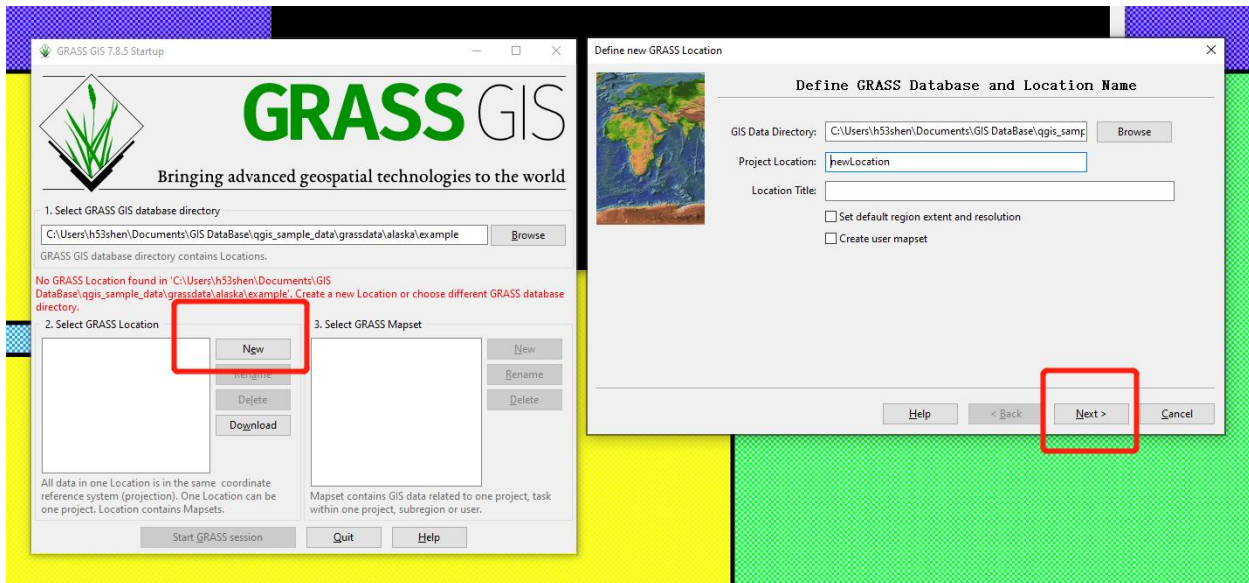 GRASS GIS 7.8.5 Startup
GRASS GIS
Bringing advanced geospatial technologies to the world
1. Select GRASS GIS database directory
C:\Users\h53shen\Documents\GIS DataBase\qgis_sample_data\grassdata\alaska\example
Browse
GRASS GIS database directory contains Locations.
No GRASS Location found in 'C:\Users\h53shen\Documents\GIS
DataBase\qgis_sample_data\grassdata\alaska\example'. Create a new Location or choose different GRASS database
directory.
2. Select GRASS Location
New
Rename
Delete
Download
All data in one Location is in the same coordinate
reference system (projection). One Location can be
one project. Location contains Mapsets.
3. Select GRASS Mapset
New
Rename
Delete
Mapset contains GIS data related to one project, task
within one project, subregion or user.
Start GRASS session
Quit
Help
Define new GRASS Location
Define GRASS Database and Location Name
GIS Data Directory:
C:\Users\h53shen\Documents\GIS DataBase\qgis_samp
Browse
Project Location:
newLocation
Location Title:
Set default region extent and resolution
Create user mapset
Help
< Back
Next >
Cancel